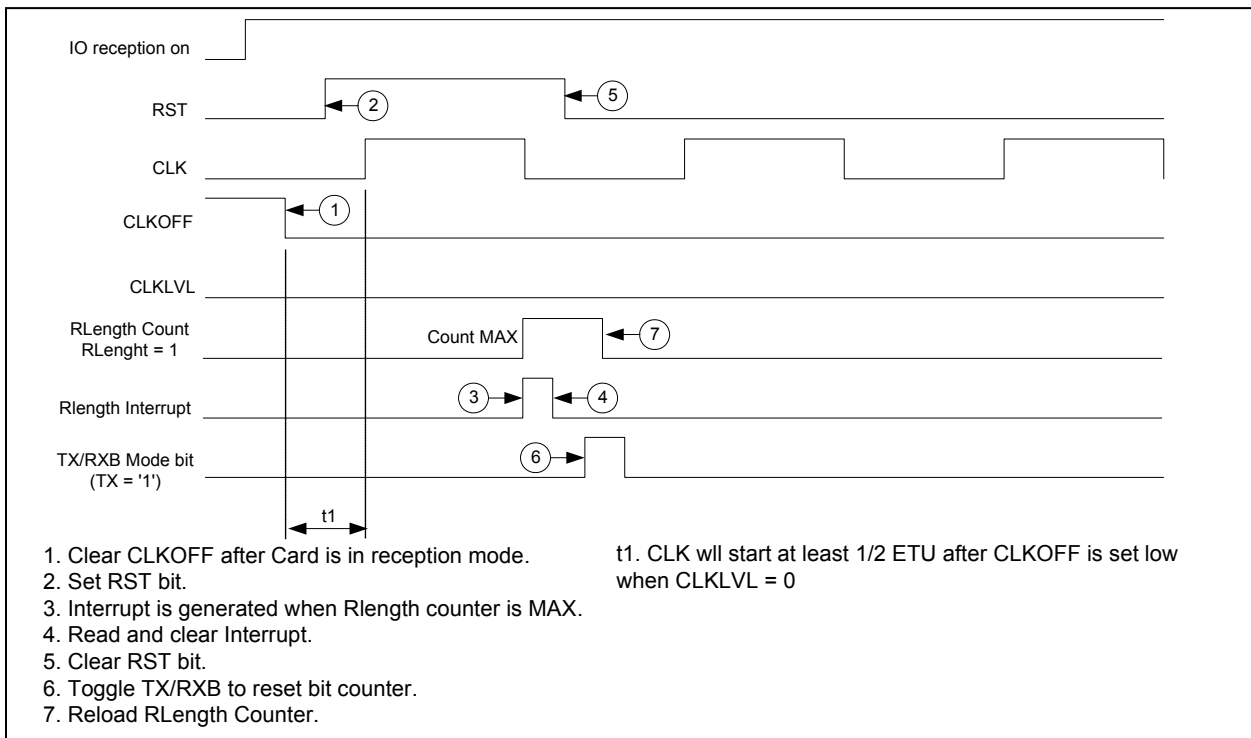 IO reception on
RST
2
5
CLK
CLKOFF
1
CLKLVL
RLength Count
RLenght = 1
Count MAX
7
Rlength Interrupt
3
4
TX/RXB Mode bit
(TX = '1')
6
t1
1. Clear CLKOFF after Card is in reception mode.
2. Set RST bit.
3. Interrupt is generated when Rlength counter is MAX.
4. Read and clear Interrupt.
5. Clear RST bit.
6. Toggle TX/RXB to reset bit counter.
7. Reload RLength Counter.
t1. CLK wll start at least 1/2 ETU after CLKOFF is set low
when CLKLVL = 0